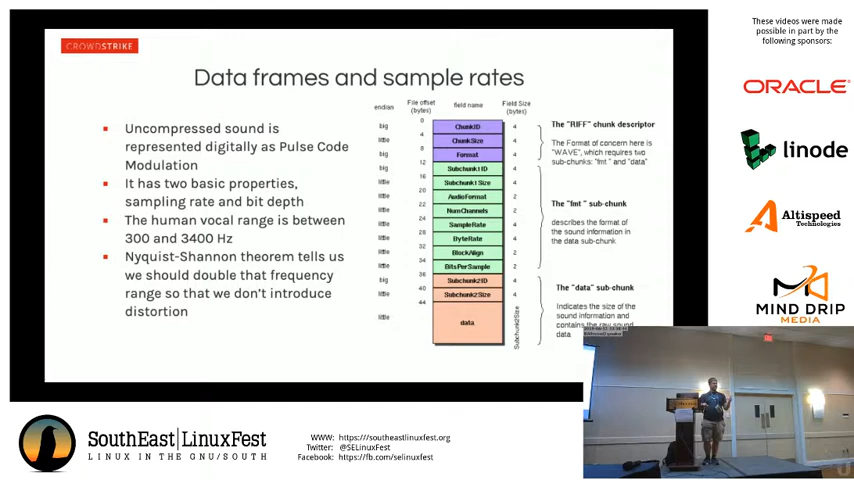 CROWDSTRIKE
Data frames and sample rates
Uncompressed sound is
represented digitally as Pulse Code
Modulation
It has two basic properties,
sampling rate and bit depth
The human vocal range is between
300 and 3400 Hz
Nyquist-Shannon theorem tells us
we should double that frequency
range so that we don't introduce
distortion
endian
File offset
(bytes)
field name
Field Size
(bytes)
0
big
ChunkID
4
4
little
ChunkSize
4
8
big
Format
4
12
big
Subchunk1ID
4
16
little
Subchunk1Size
4
20
little
AudioFormat
2
22
little
NumChannels
2
24
little
SampleRate
4
28
little
ByteRate
4
32
little
BlockAlign
2
34
little
BitsPerSample
2
36
big
Subchunk2ID
4
40
little
Subchunk2Size
4
44
little
data
Subchunk2Size
The "RIFF" chunk descriptor
The Format of concern here is
"WAVE", which requires two
sub-chunks: "fmt " and "data"
The "fmt " sub-chunk
describes the format of
the sound information in
the data sub-chunk
The "data" sub-chunk
Indicates the size of the
sound information and
contains the raw sound
data
These videos were made
possible in part by the
following sponsors:
ORACLE
linode
Altispeed
Technologies
MIND DRIP
MEDIA
SouthEast LinuxFest
LINUX IN THE GNU/SOUTH
WWW: https://southeastlinuxfest.org
Twitter: @SELinuxFest
Facebook: https://fb.com/selinuxfest